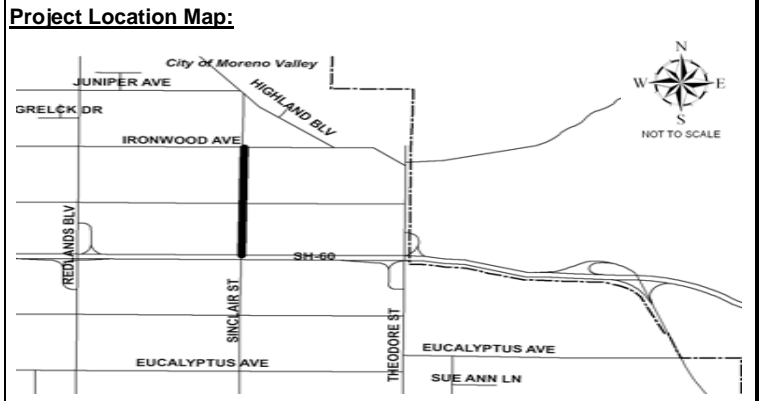 Project Location Map:
City of Moreno Valley
JUNIPER AVE
HIGHLAND BLV
GRELCK DR
IRONWOOD AVE
N
W
E
S
NOT TO SCALE
REDLANDS BLV
SH-60
SINCLAIR ST
THEODORE ST
EUCALYPTUS AVE
EUCALYPTUS AVE
SUE ANN LN